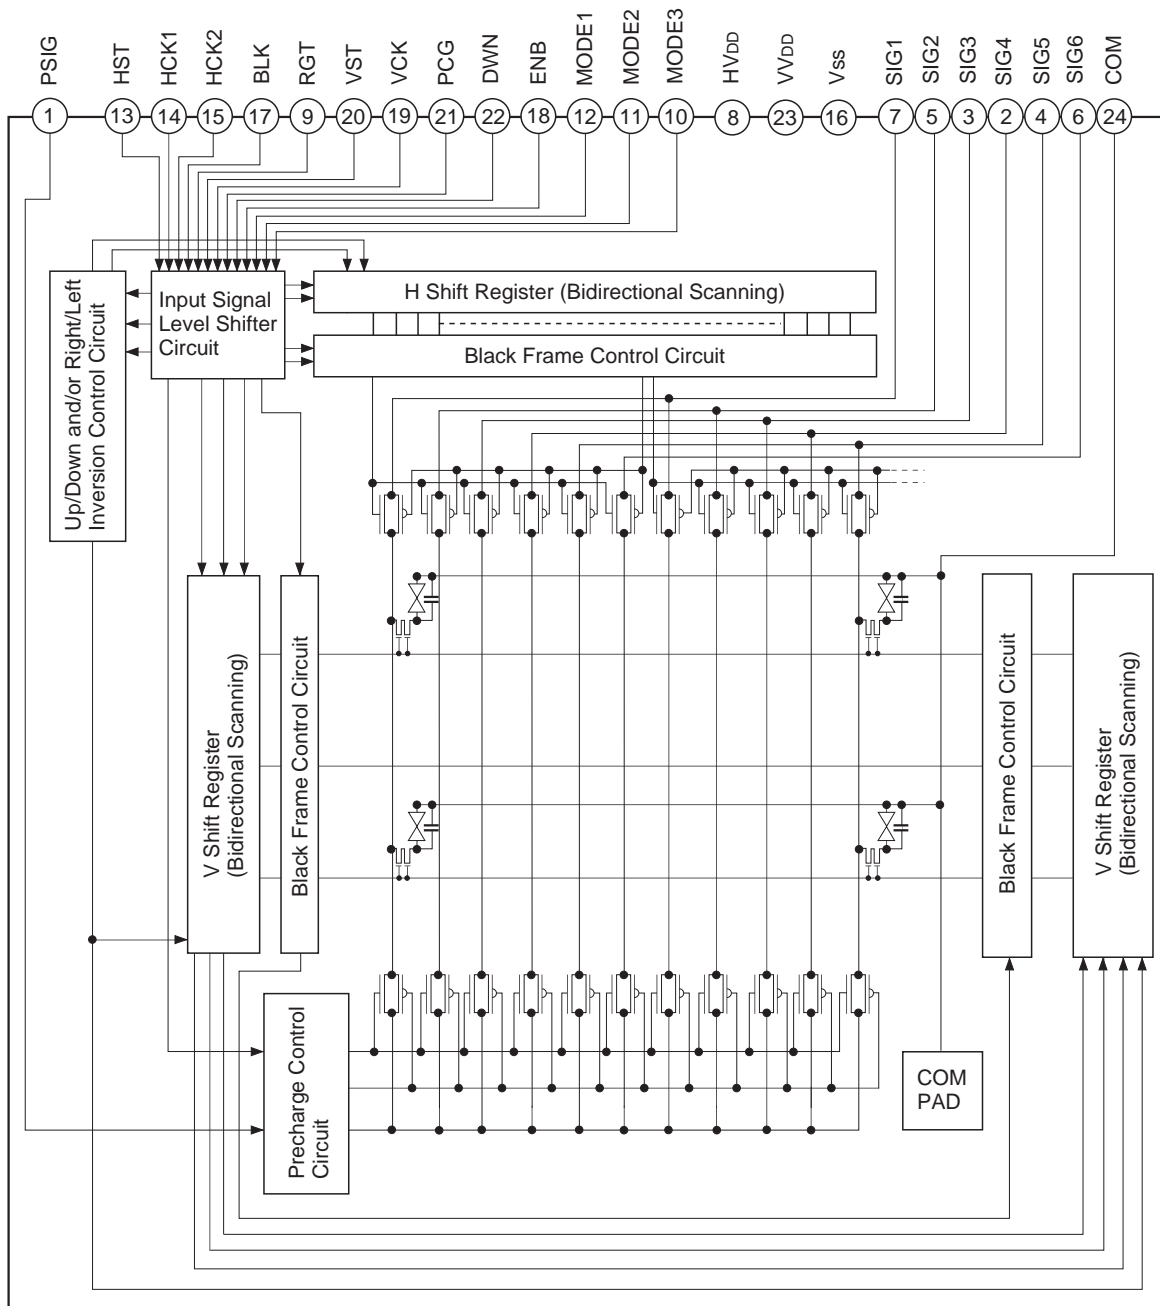 PSIG
HST
HCK1
HCK2
BLK
RGT
VST
VCK
PCG
DWN
ENB
MODE1
MODE2
MODE3
HVDD
VVDD
Vss
SIG1
SIG2
SIG3
SIG4
SIG5
SIG6
COM
1
13
14
15
17
9
20
19
21
22
18
12
11
10
8
23
16
7
5
3
2
4
6
24
Up/Down and/or Right/Left
Inversion Control Circuit
Input Signal
Level Shifter
Circuit
H Shift Register (Bidirectional Scanning)
Black Frame Control Circuit
V Shift Register
(Bidirectional Scanning)
Black Frame Control Circuit
Black Frame Control Circuit
V Shift Register
(Bidirectional Scanning)
Precharge Control
Circuit
COM
PAD